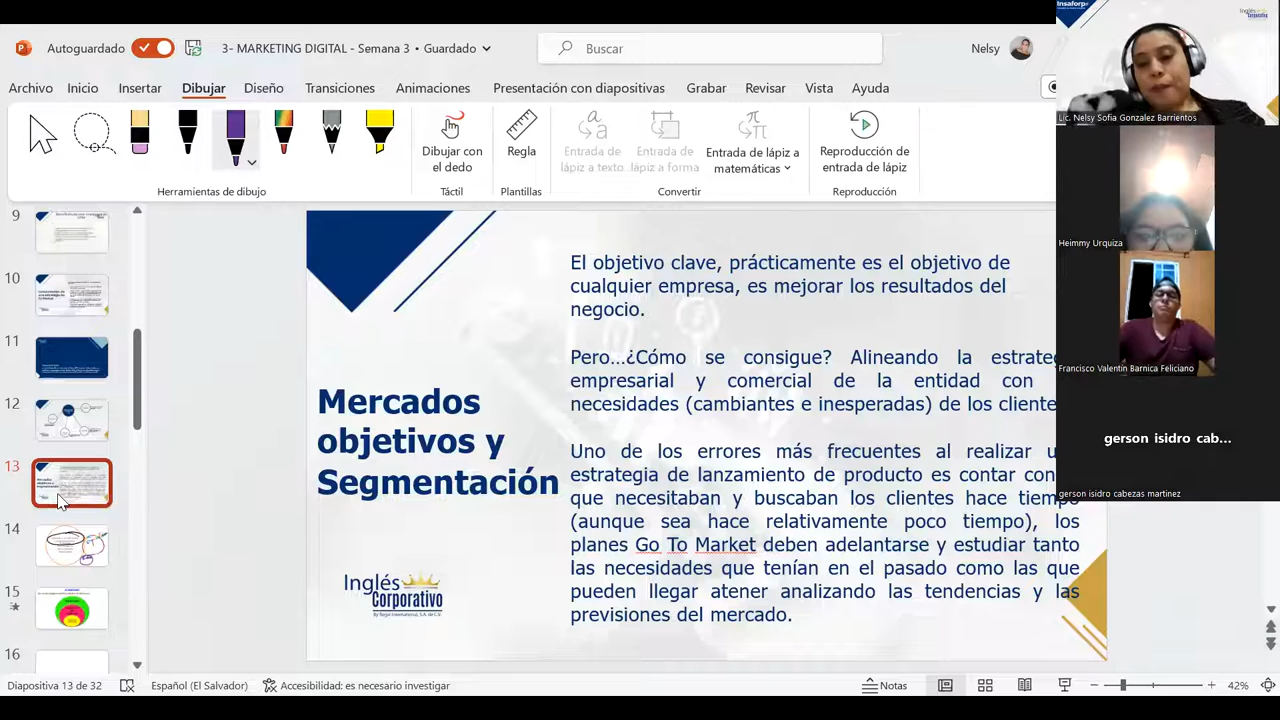 Autoguardado
3- MARKETING DIGITAL - Semana 3 • Guardado
Buscar
Nelsy
Archivo Inicio Insertar Dibujar Diseño Transiciones Animaciones Presentación con diapositivas Grabar Revisar Vista Ayuda
Dibujar con
el dedo
Regla
Entrada de
lápiz a texto
Entrada de
lápiz a forma
Entrada de lápiz a
matemáticas
Reproducción de
entrada de lápiz
Herramientas de dibujo
Táctil
Plantillas
Convertir
Reproducción
9
10
11
12
13
14
15
16
Mercados
objetivos y
Segmentación
Inglés
Corporativo
El objetivo clave, prácticamente es el objetivo de
cualquier empresa, es mejorar los resultados del
negocio.
Pero...¿Cómo se consigue? Alineando la
empresarial y comercial de la entidad con
necesidades (cambiantes e inesperadas) de los
Uno de los errores más frecuentes al realizar
estrategia de lanzamiento de producto es contar
que necesitaban y buscaban los clientes hace
(aunque sea hace relativamente poco tiempo), los
planes Go To Market deben adelantarse y estudiar tanto
las necesidades que tenían en el pasado como las que
pueden llegar atener analizando las tendencias y las
previsiones del mercado.
Insaforp
Inglés
Corporativo
Lic. Nelsy Sofia Gonzalez Barrientos
Heimmy Urquiza
Francisco Valentin Barnica Feliciano
gerson isidro cab...
gerson isidro cabezas martinez
Diapositiva 13 de 32
Español (El Salvador)
Accesibilidad: es necesario investigar
Notas
42%